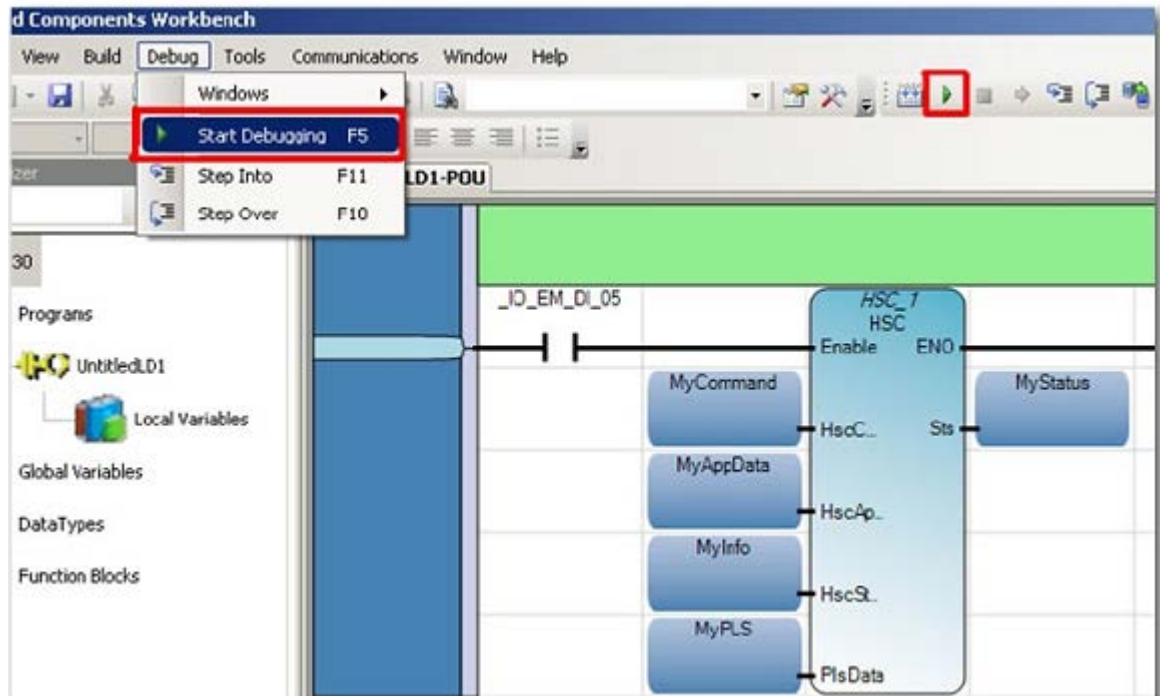 d Components Workbench
View Build Debug Tools Communications Window Help
Windows
Start Debugging F5
Step Into F11
Step Over F10
zer
LD1-POU
30
Programs
UntitledLD1
Local Variables
Global Variables
DataTypes
Function Blocks
_IO_EM_DI_05
HSC_1
HSC
Enable ENO
MyCommand
HscC...
Sts
MyStatus
MyAppData
HscAp...
MyInfo
HscSt...
MyPLS
PlsData